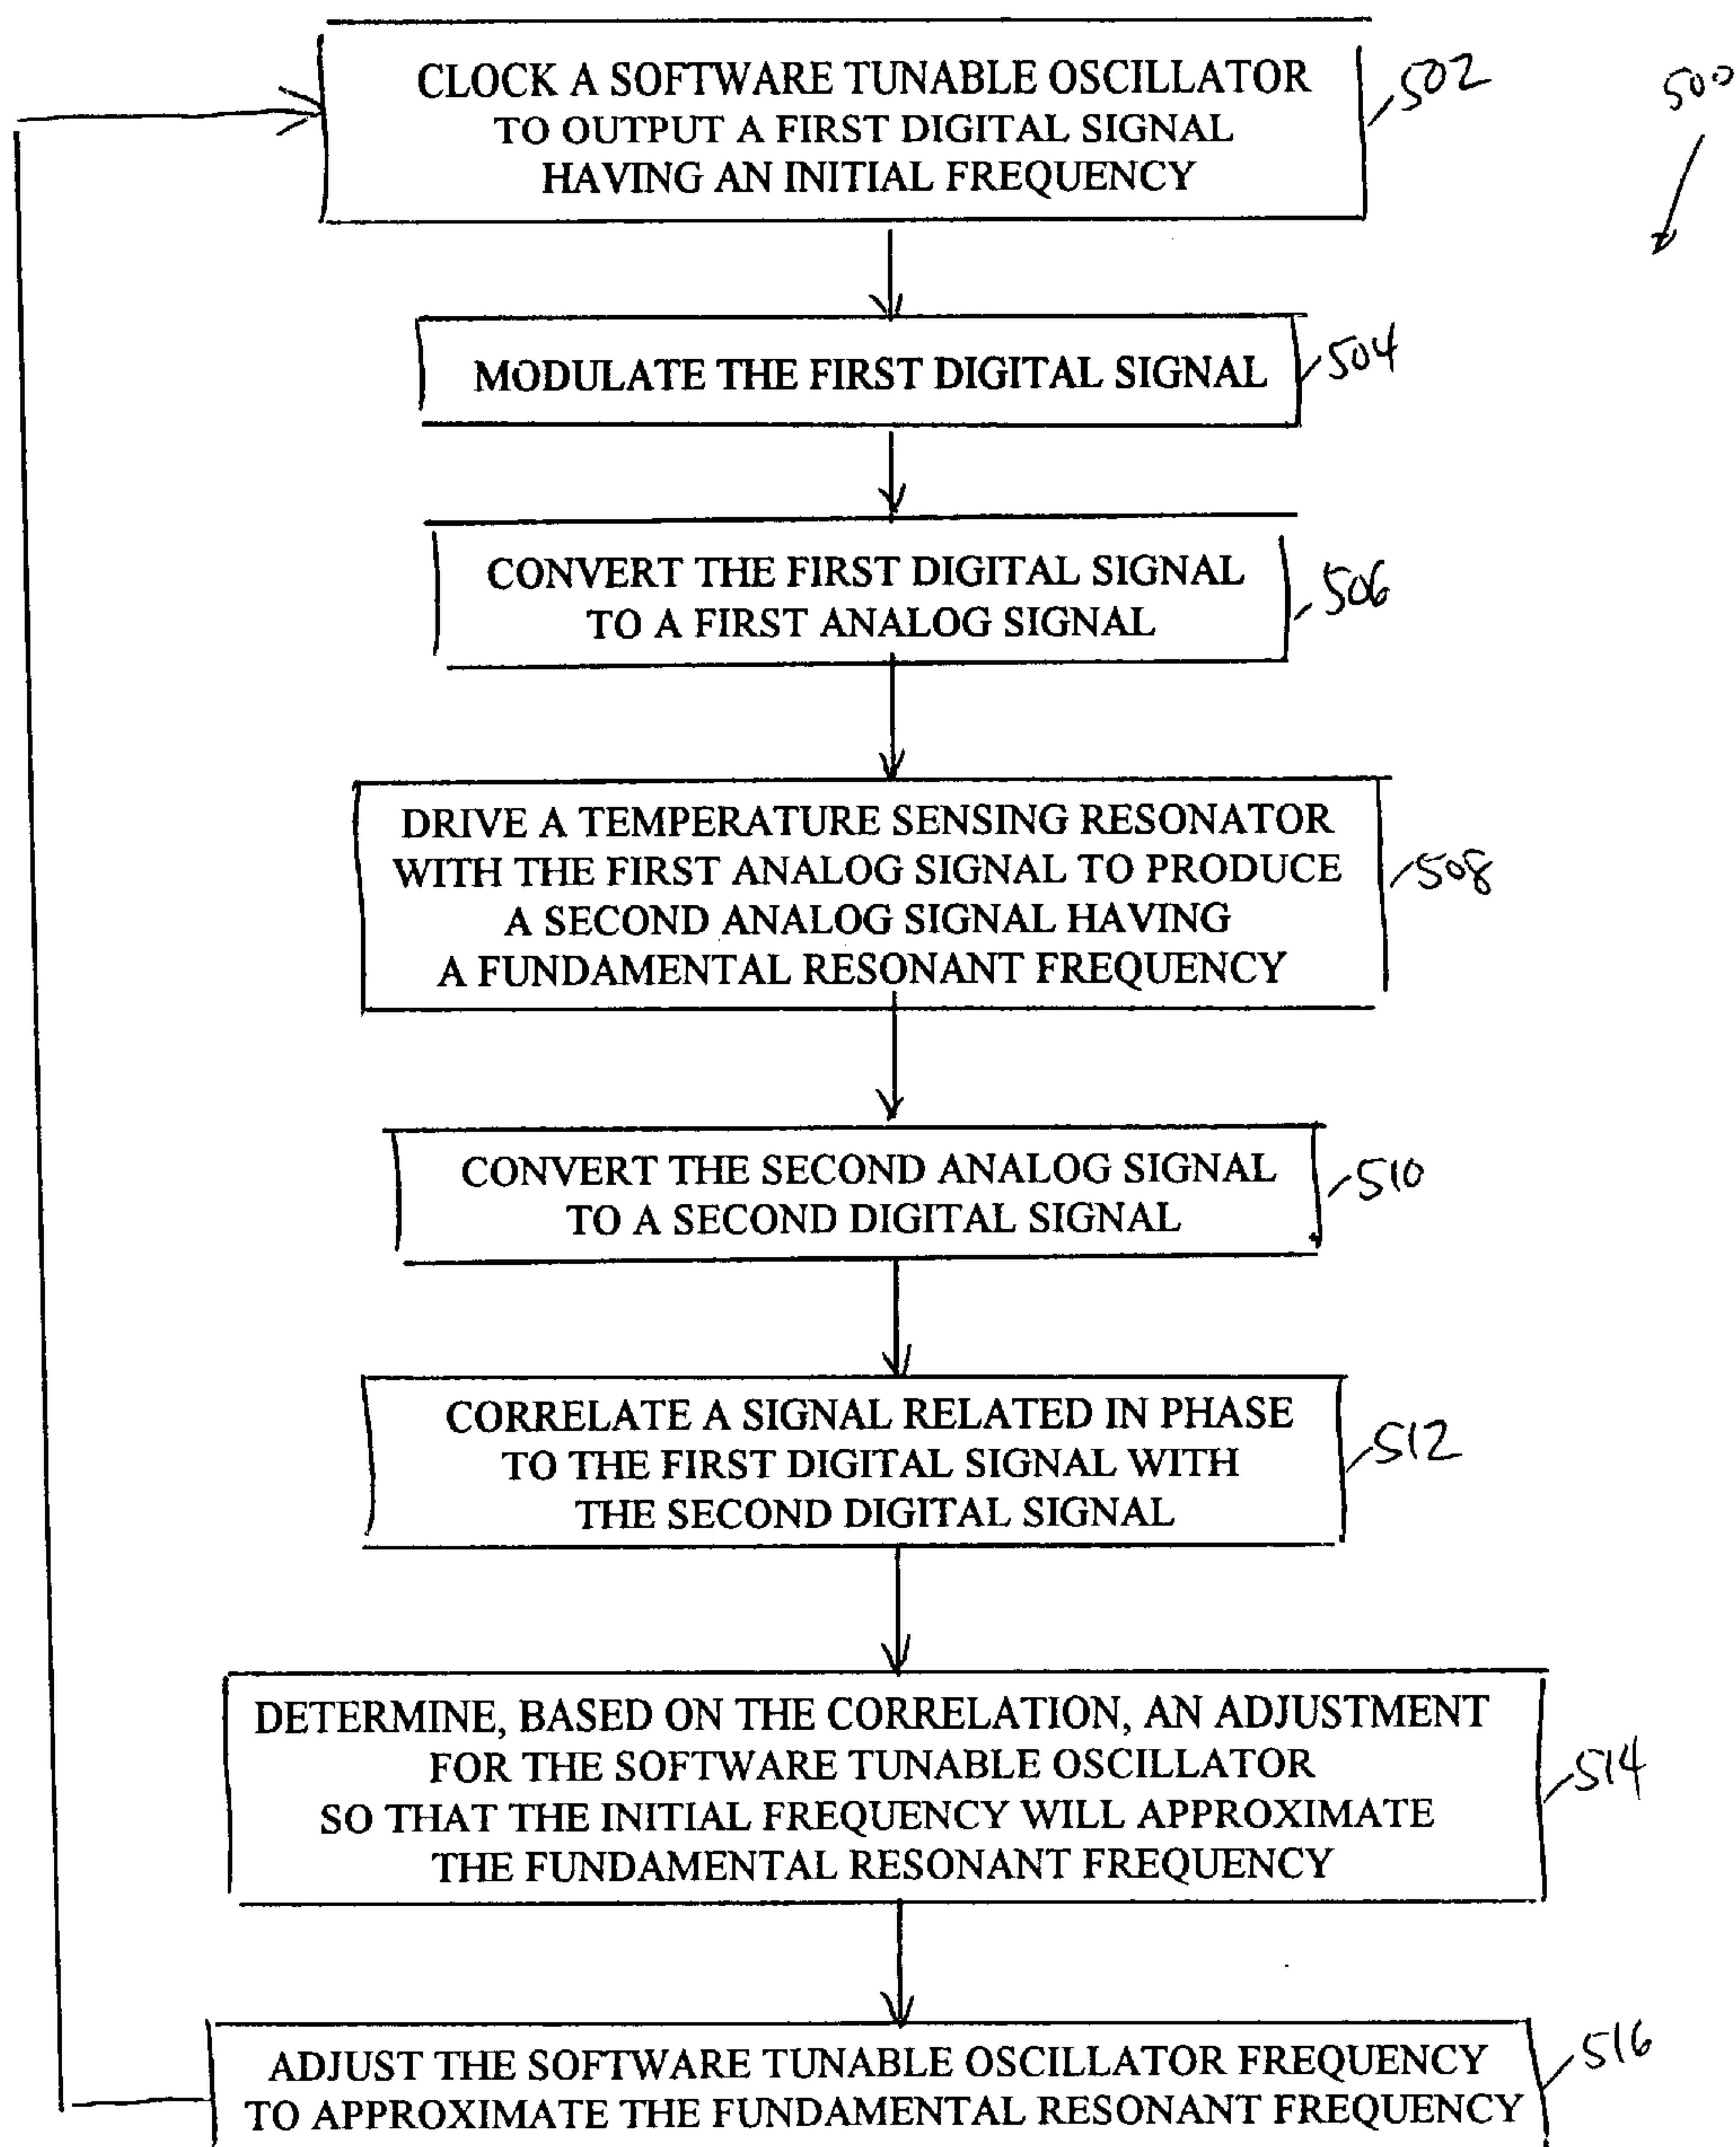 CLOCK A SOFTWARE TUNABLE OSCILLATOR
TO OUTPUT A FIRST DIGITAL SIGNAL
HAVING AN INITIAL FREQUENCY
502
500
MODULATE THE FIRST DIGITAL SIGNAL
504
CONVERT THE FIRST DIGITAL SIGNAL
TO A FIRST ANALOG SIGNAL
506
DRIVE A TEMPERATURE SENSING RESONATOR
WITH THE FIRST ANALOG SIGNAL TO PRODUCE
A SECOND ANALOG SIGNAL HAVING
A FUNDAMENTAL RESONANT FREQUENCY
508
CONVERT THE SECOND ANALOG SIGNAL
TO A SECOND DIGITAL SIGNAL
510
CORRELATE A SIGNAL RELATED IN PHASE
TO THE FIRST DIGITAL SIGNAL WITH
THE SECOND DIGITAL SIGNAL
512
DETERMINE, BASED ON THE CORRELATION, AN ADJUSTMENT
FOR THE SOFTWARE TUNABLE OSCILLATOR
SO THAT THE INITIAL FREQUENCY WILL APPROXIMATE
THE FUNDAMENTAL RESONANT FREQUENCY
514
ADJUST THE SOFTWARE TUNABLE OSCILLATOR FREQUENCY
TO APPROXIMATE THE FUNDAMENTAL RESONANT FREQUENCY
516